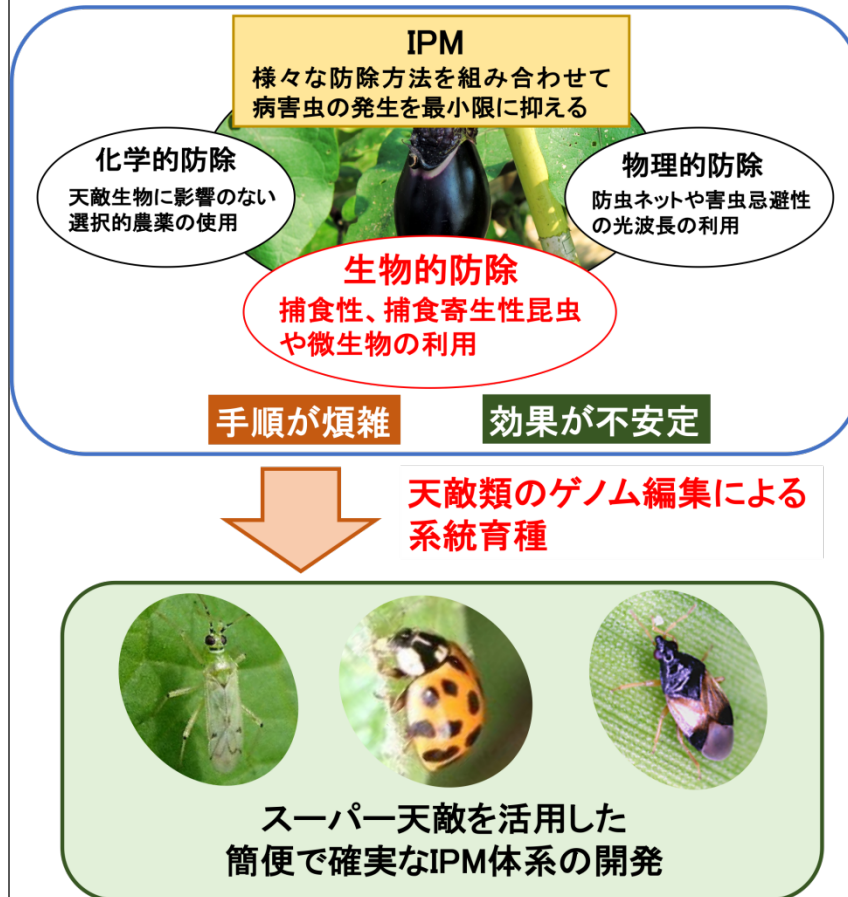 IPM
様々な防除方法を組み合わせて
病害虫の発生を最小限に抑える
化学的防除
天敵生物に影響のない
選択的農薬の使用
物理的防除
防虫ネットや害虫忌避性
の光波長の利用
生物的防除
捕食性、捕食寄生性昆虫
や微生物の利用
手順が煩雑
効果が不安定
天敵類のゲノム編集による
系統育種
スーパー天敵を活用した
簡便で確実なIPM体系の開発